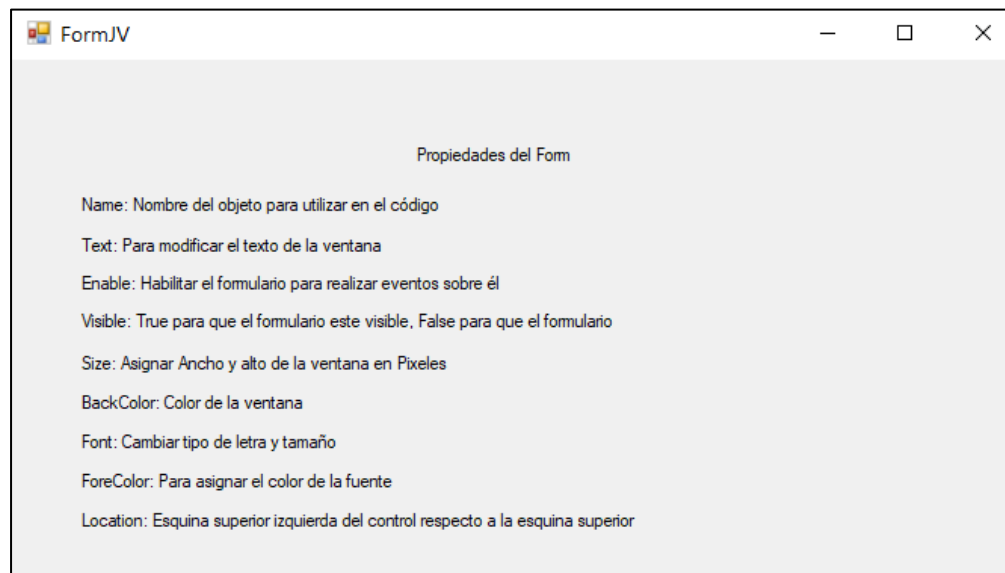 FormJV
Propiedades del Form
Name: Nombre del objeto para utilizar en el código
Text: Para modificar el texto de la ventana
Enable: Habilitar el formulario para realizar eventos sobre él
Visible: True para que el formulario este visible, False para que el formulario
Size: Asignar Ancho y alto de la ventana en Pixeles
BackColor: Color de la ventana
Font: Cambiar tipo de letra y tamaño
ForeColor: Para asignar el color de la fuente
Location: Esquina superior izquierda del control respecto a la esquina superior